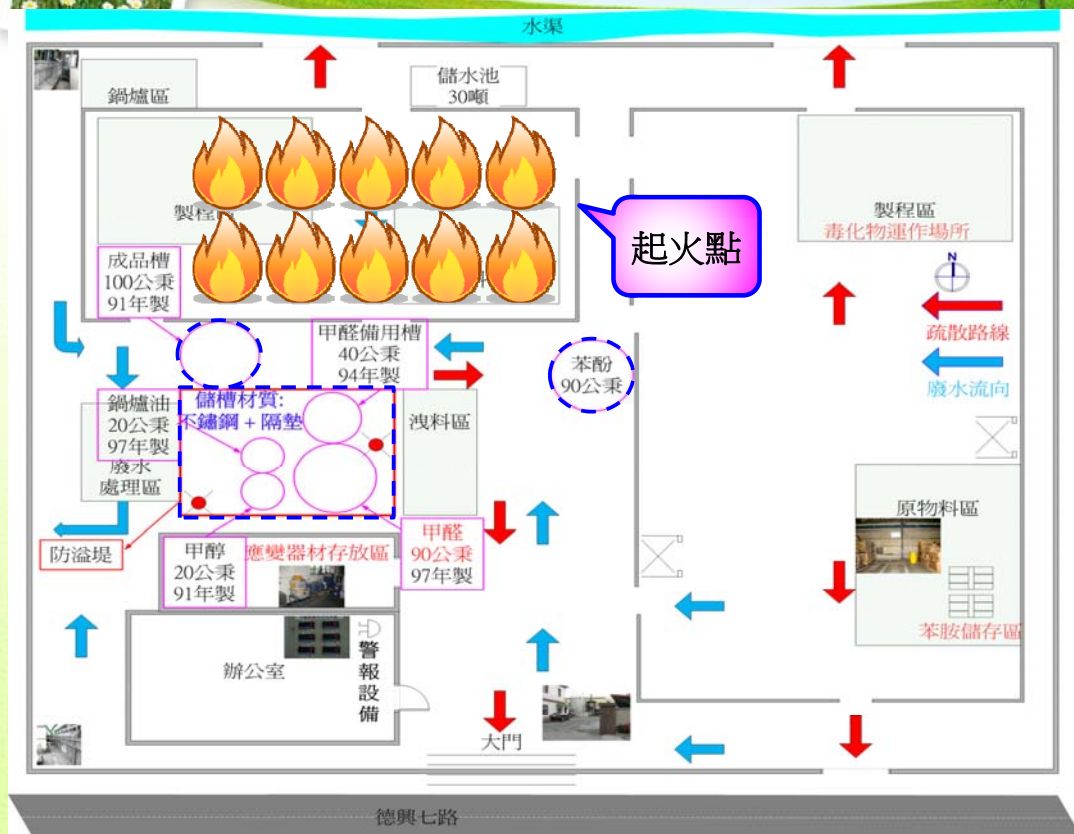 水渠
鍋爐區
儲水池
30噸
製程
起火點
製程區
毒化物運作場所
N
疏散路線
廢水流向
成品槽
100公秉
91年製
甲醛備用槽
40公秉
94年製
苯酚
90公秉
鍋爐油
20公秉
97年製
儲槽材質:
不鏽鋼 + 隔墊
洩料區
廢水
處理區
原物料區
防溢堤
甲醇
20公秉
91年製
應變器材存放區
甲醛
90公秉
97年製
苯胺儲存區
辦公室
警報設備
大門
德興七路